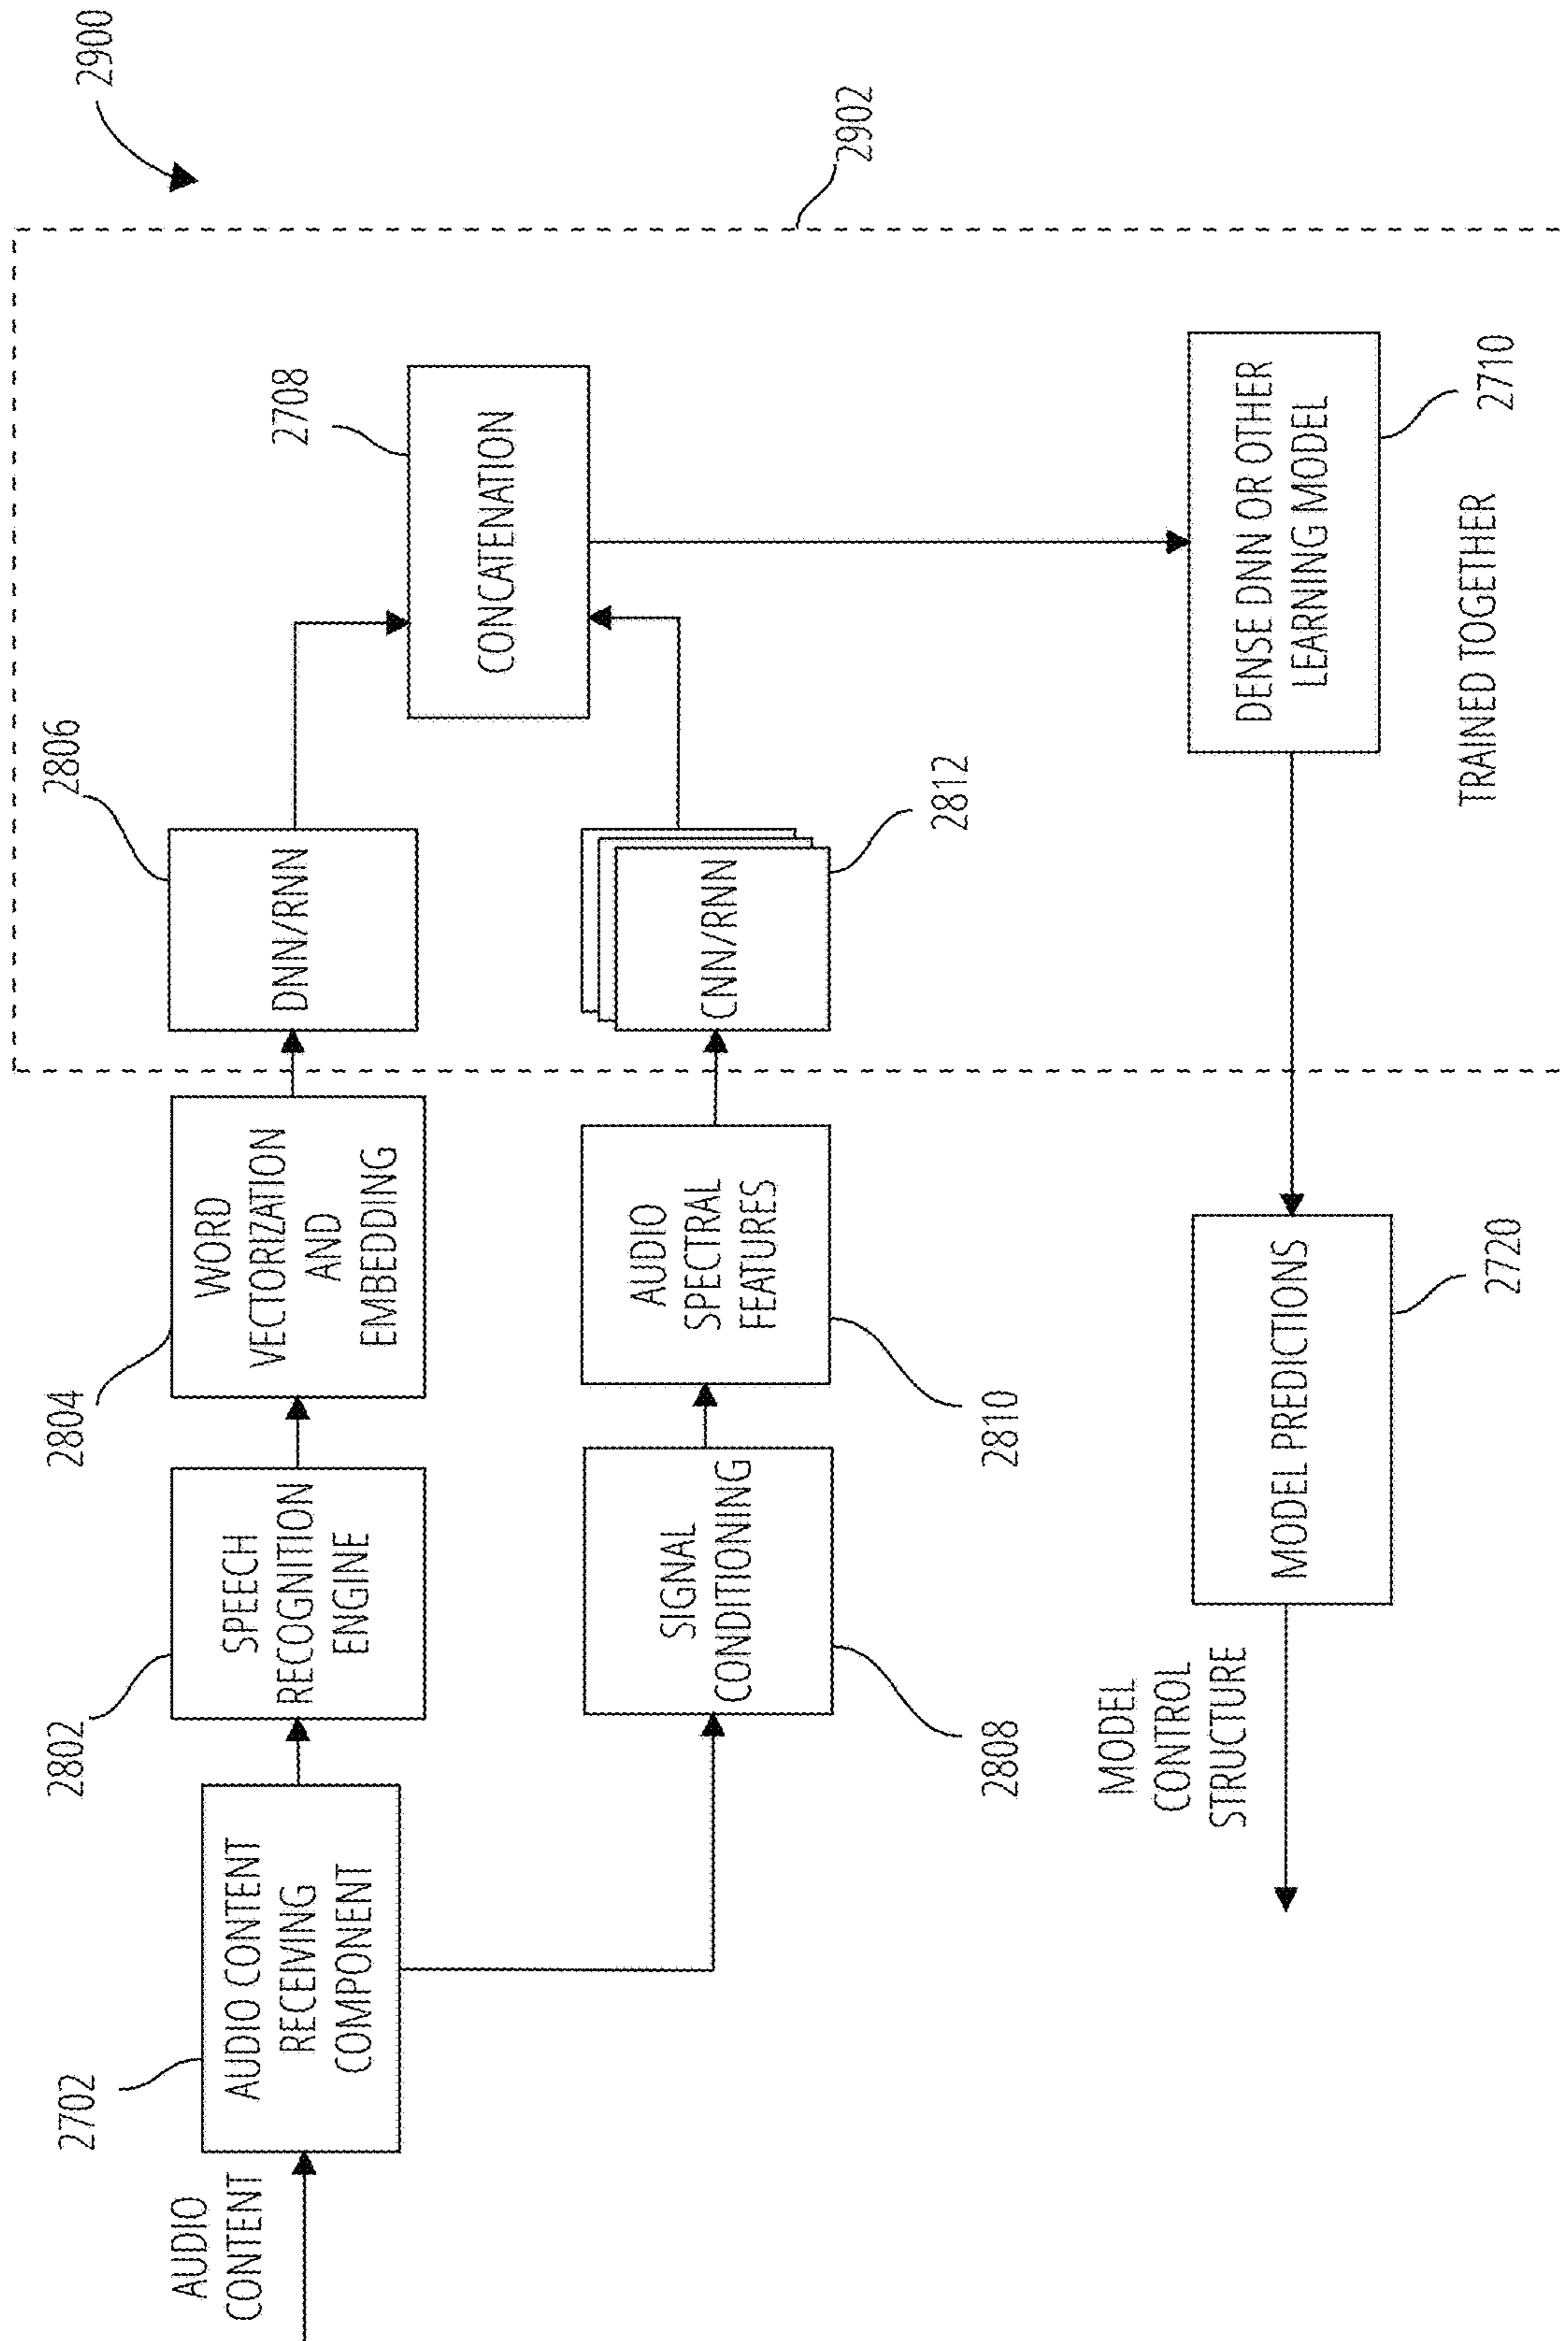 2900
2902
AUDIO
CONTENT
2702
AUDIO CONTENT
RECEIVING
COMPONENT
2802
SPEECH
RECOGNITION
ENGINE
2804
WORD
VECTORIZATION
AND
EMBEDDING
2806
DNN/RNN
2708
CONCATENATION
SIGNAL
CONDITIONING
2808
AUDIO
SPECTRAL
FEATURES
2810
CNN/RNN
2812
MODEL
CONTROL
STRUCTURE
MODEL PREDICTIONS
2720
DENSE DNN OR OTHER
LEARNING MODEL
2710
TRAINED TOGETHER